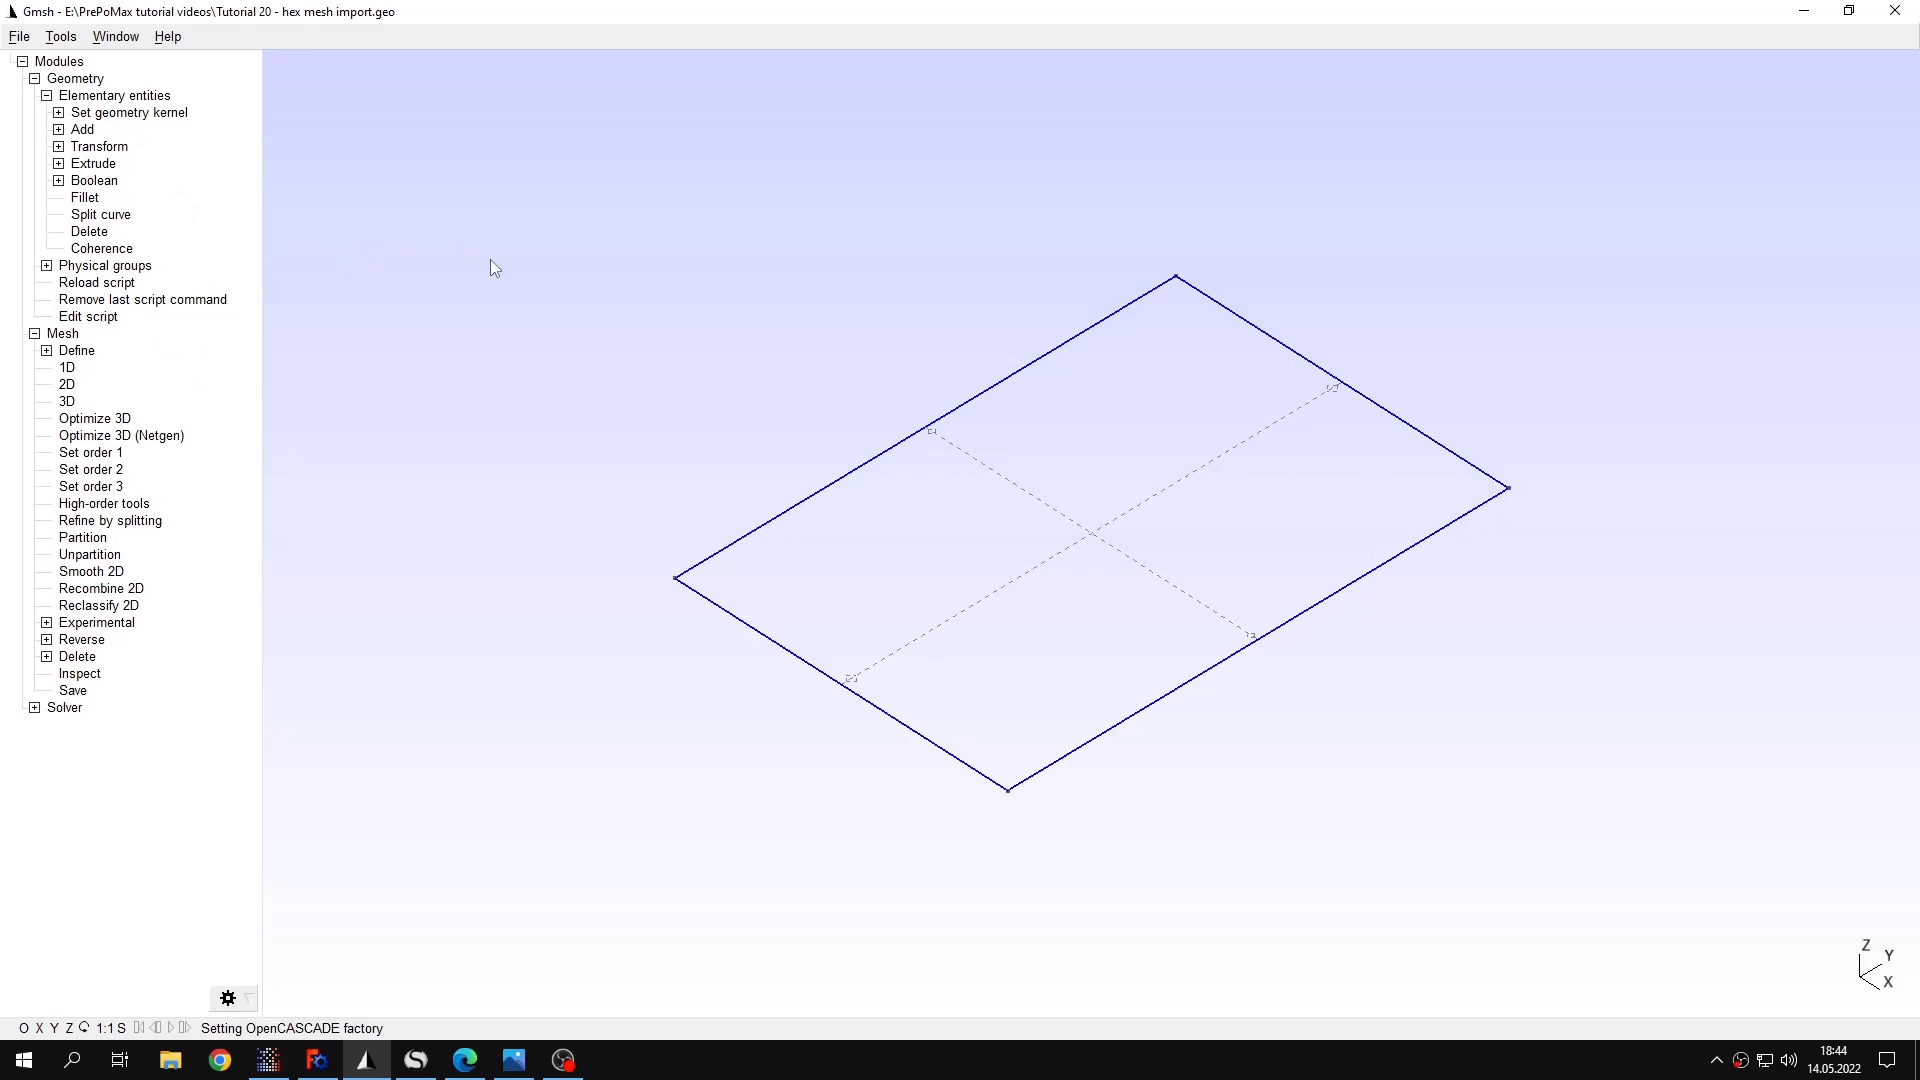 Gmsh - E:\PrePoMax tutorial videos\Tutorial 20 - hex mesh import.geo
File Tools Window Help
Modules
Geometry
Elementary entities
Set geometry kernel
Add
Transform
Extrude
Boolean
Fillet
Split curve
Delete
Coherence
Physical groups
Reload script
Remove last script command
Edit script
Mesh
Define
1D
2D
3D
Optimize 3D
Optimize 3D (Netgen)
Set order 1
Set order 2
Set order 3
High-order tools
Refine by splitting
Partition
Unpartition
Smooth 2D
Recombine 2D
Reclassify 2D
Experimental
Reverse
Delete
Inspect
Save
Solver
Z
Y
X
O X Y Z 1:1 S Setting OpenCASCADE factory
18:44
14.05.2022